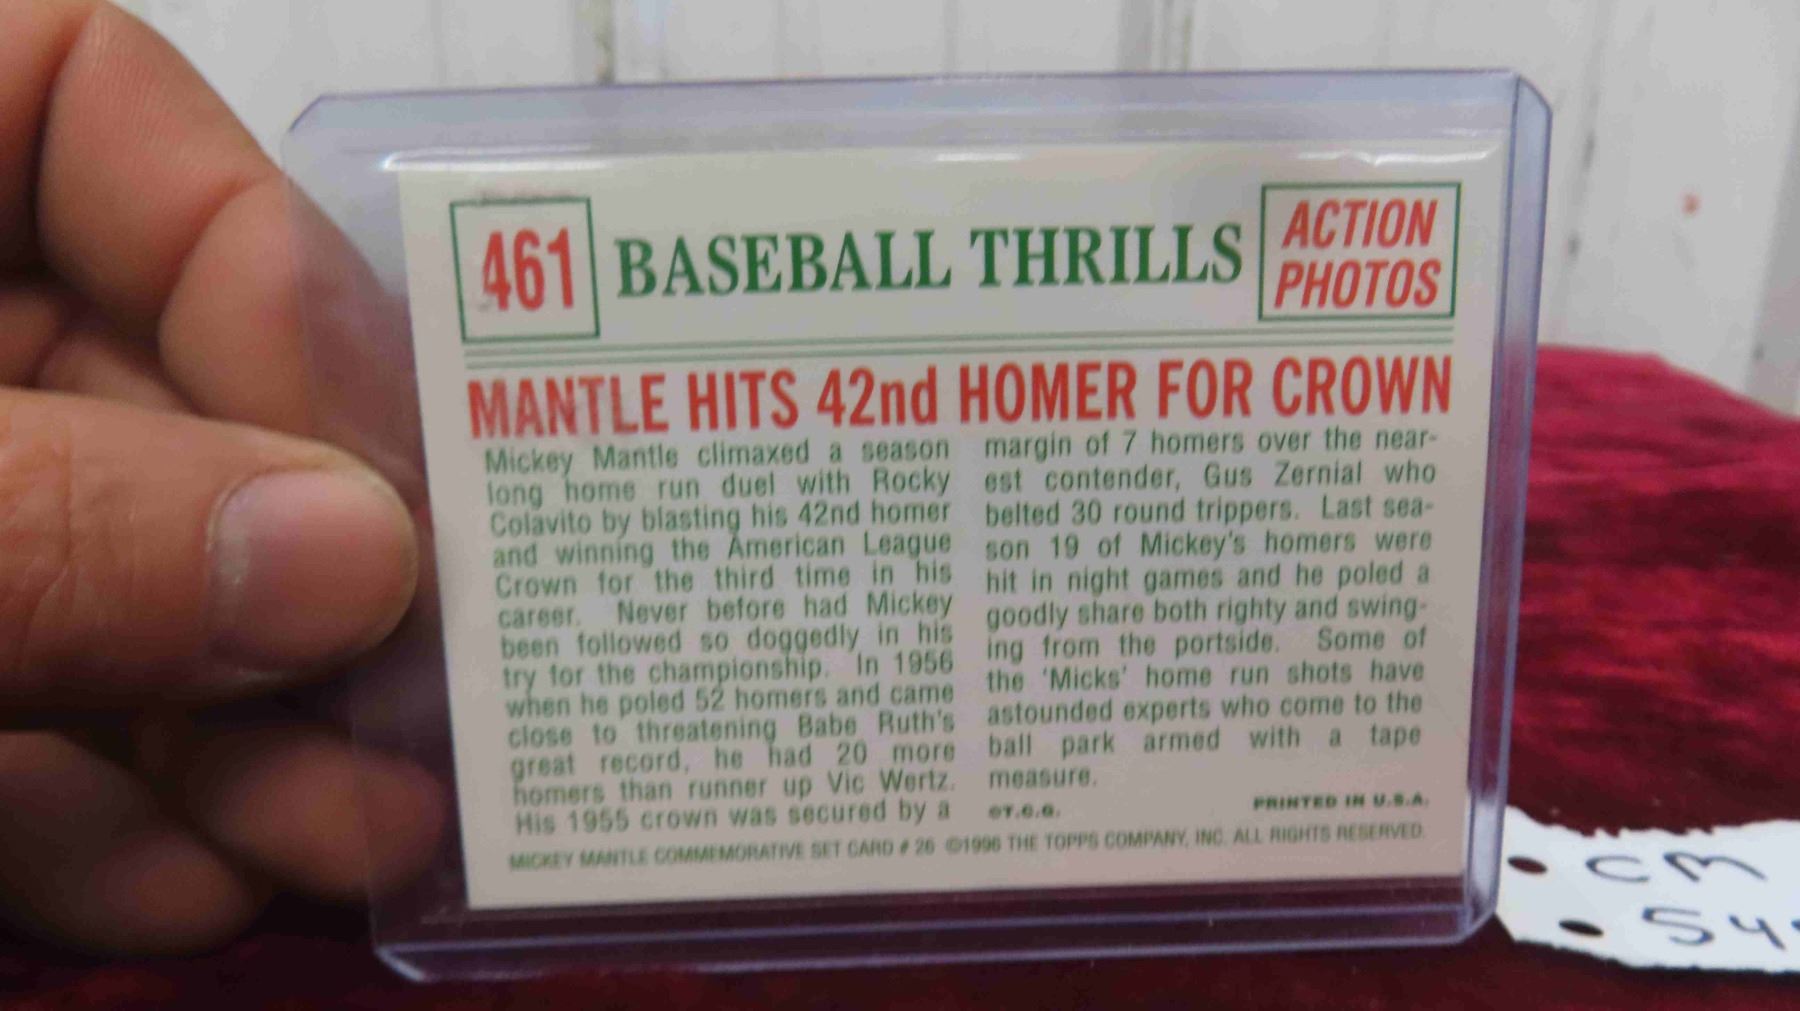 461
BASEBALL THRILLS
ACTION
PHOTOS
MANTLE HITS 42nd HOMER FOR CROWN
Mickey Mantle climaxed a season
long home run duel with Rocky
Colavito by blasting his 42nd homer
and winning the American League
Crown for the third time in his
career. Never before had Mickey
been followed so doggedly in his
try for the championship. In 1956
when he poled 52 homers and came
close to threatening Babe Ruth's
great record, he had 20 more
homers than runner up Vic Wertz.
His 1955 crown was secured by a
margin of 7 homers over the near-
est contender, Gus Zernial who
belted 30 round trippers. Last sea-
son 19 of Mickey's homers were
hit in night games and he poled a
goodly share both righty and swing-
ing from the portside. Some of
the 'Micks' home run shots have
astounded experts who come to the
ball park armed with a tape
measure.
©T.C.G. PRINTED IN U.S.A.
MICKEY MANTLE COMMEMORATIVE SET CARD # 26 ©1996 THE TOPPS COMPANY, INC. ALL RIGHTS RESERVED.
CM